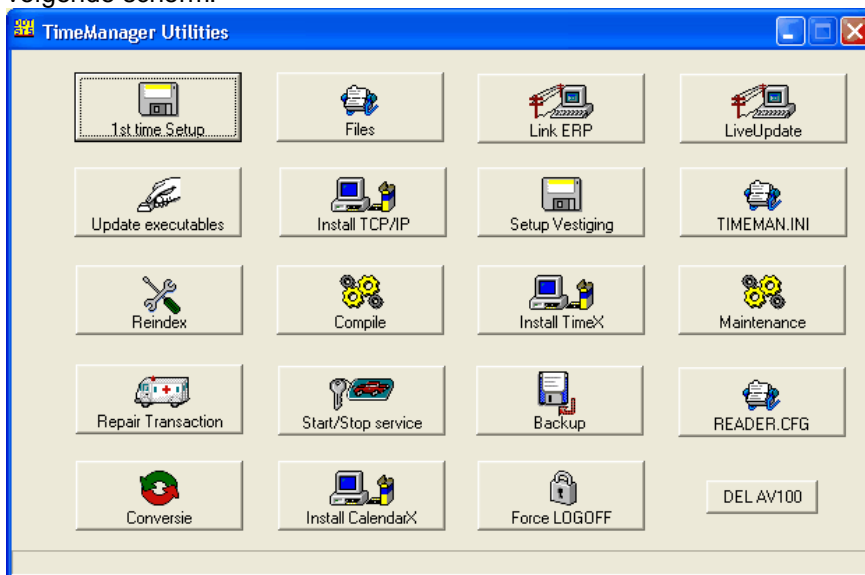 volgende scherm:
TimeManager Utilities
1st time Setup
Files
Link ERP
LiveUpdate
Update executables
Install TCP/IP
Setup Vestiging
TIMEMAN.INI
Reindex
Compile
Install TimeX
Maintenance
Repair Transaction
Start/Stop service
Backup
READER.CFG
Conversie
Install CalendarX
Force LOGOFF
DEL AV100